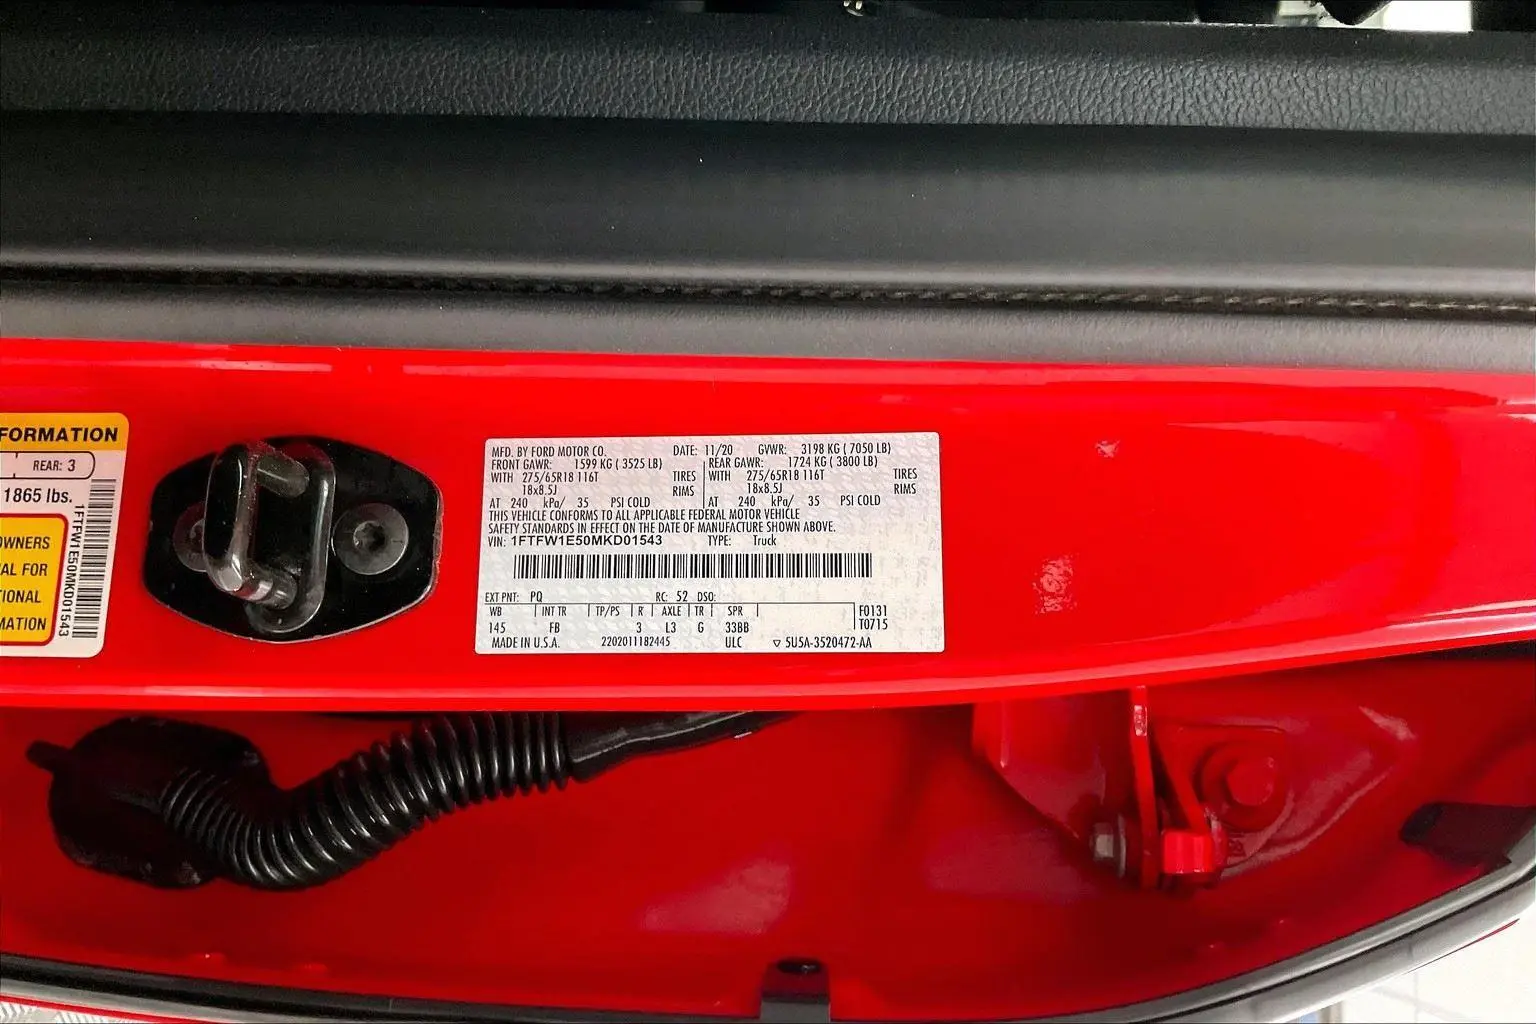 FORMATION
REAR: 3
1865 lbs.
OWNERS
AL FOR
IONAL
MATION
1FTFW1E50MKD01543
MFD. BY FORD MOTOR CO. DATE: 11/20 GVWR: 3198 KG ( 7050 LB)
FRONT GAWR: 1599 KG ( 3525 LB) REAR GAWR: 1724 KG ( 3800 LB)
WITH 275/65R18 116T TIRES WITH 275/65R18 116T TIRES
18x8.5J RIMS 18x8.5J RIMS
AT 240 kPa/ 35 PSI COLD AT 240 kPa/ 35 PSI COLD
THIS VEHICLE CONFORMS TO ALL APPLICABLE FEDERAL MOTOR VEHICLE
SAFETY STANDARDS IN EFFECT ON THE DATE OF MANUFACTURE SHOWN ABOVE.
VIN: 1FTFW1E50MKD01543 TYPE: Truck
EXT PNT: PQ RC: 52 DSO:
WB INT TR TP/PS R AXLE TR SPR F0131
145 FB 3 L3 G 33BB T0715
MADE IN U.S.A. 2202011182445 ULC ▽ 5U5A-3520472-AA